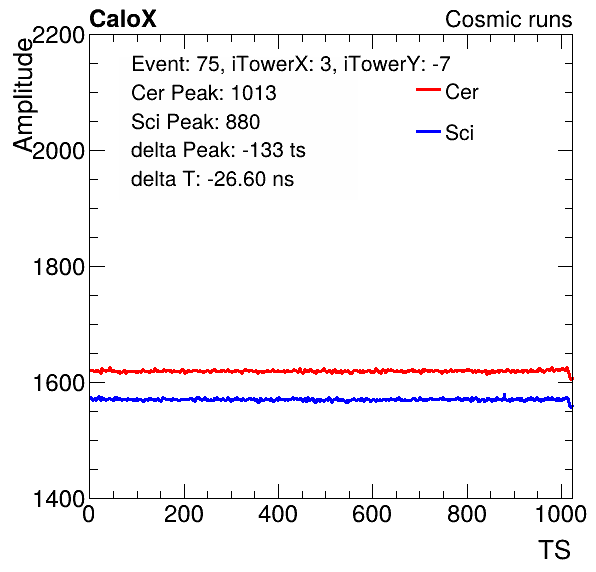 CaloX Cosmic runs
Amplitude
2200
2000
1800
1600
1400
Event: 75, iTowerX: 3, iTowerY: -7
Cer Peak: 1013
Sci Peak: 880
delta Peak: -133 ts
delta T: -26.60 ns
Cer
Sci
0 200 400 600 800 1000
TS